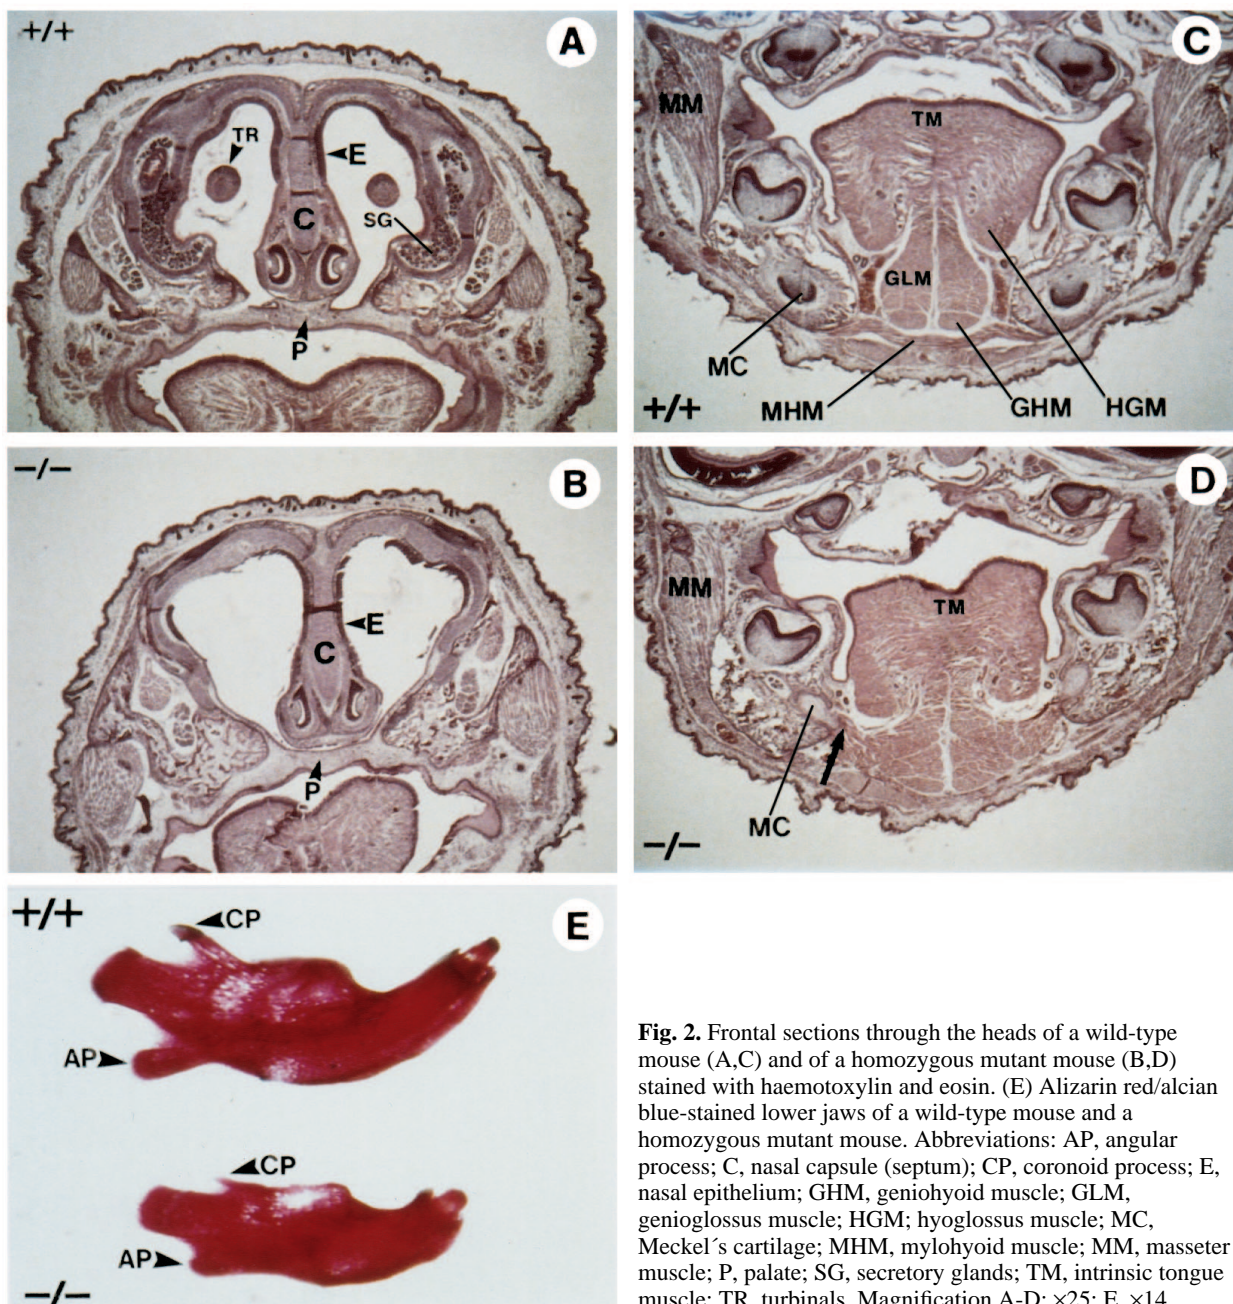 +/+
A
TR
E
C
SG
P
−/−
B
E
C
P
C
MM
TM
GLM
MC
MHM
GHM
HGM
+/+
D
MM
TM
MC
−/−
+/+
CP
E
AP
CP
AP
−/−
Fig. 2. Frontal sections through the heads of a wild-type
mouse (A,C) and of a homozygous mutant mouse (B,D)
stained with haemotoxylin and eosin. (E) Alizarin red/alcian
blue-stained lower jaws of a wild-type mouse and a
homozygous mutant mouse. Abbreviations: AP, angular
process; C, nasal capsule (septum); CP, coronoid process; E,
nasal epithelium; GHM, geniohyoid muscle; GLM,
genioglossus muscle; HGM; hyoglossus muscle; MC,
Meckel´s cartilage; MHM, mylohyoid muscle; MM, masseter
muscle; P, palate; SG, secretory glands; TM, intrinsic tongue
muscle; TR, turbinals. Magnification A-D: ×25; E, ×14.